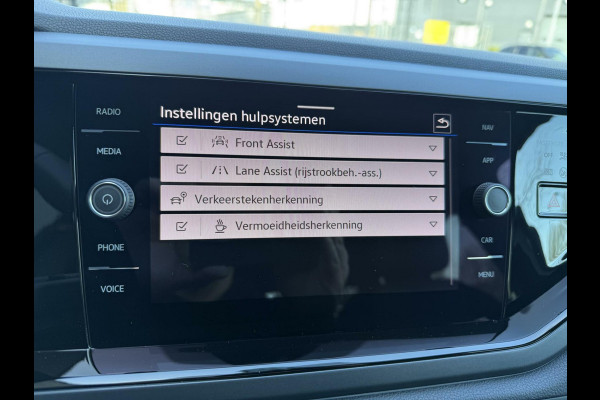 RADIO
MEDIA
PHONE
VOICE
Instellingen hulpsystemen
Front Assist
Lane Assist (rijstrookbeh.-ass.)
Verkeerstekenherkenning
Vermoeidheidsherkenning
NAV
APP
CAR
MENU